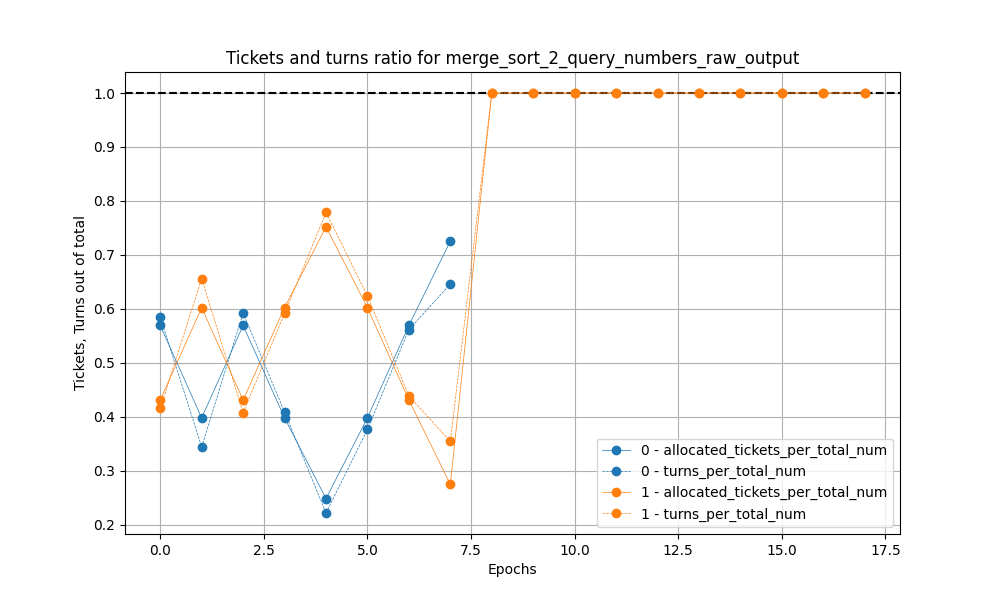 Tickets and turns ratio for merge_sort_2_query_numbers_raw_output
Tickets, Turns out of total
1.0
0.9
0.8
0.7
0.6
0.5
0.4
0.3
0.2
0 - allocated_tickets_per_total_num
0 - turns_per_total_num
1 - allocated_tickets_per_total_num
1 - turns_per_total_num
0.0 2.5 5.0 7.5 10.0 12.5 15.0 17.5
Epochs